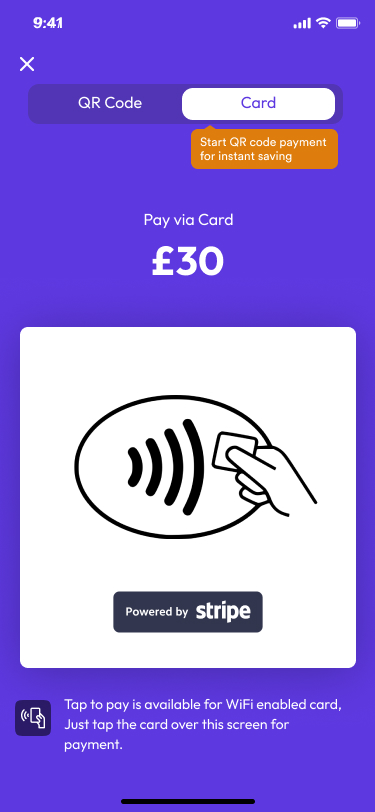 9:41
QR Code
Card
Start QR code payment
for instant saving
Pay via Card
£30
Powered by stripe
Tap to pay is available for WiFi enabled card,
Just tap the card over this screen for
payment.